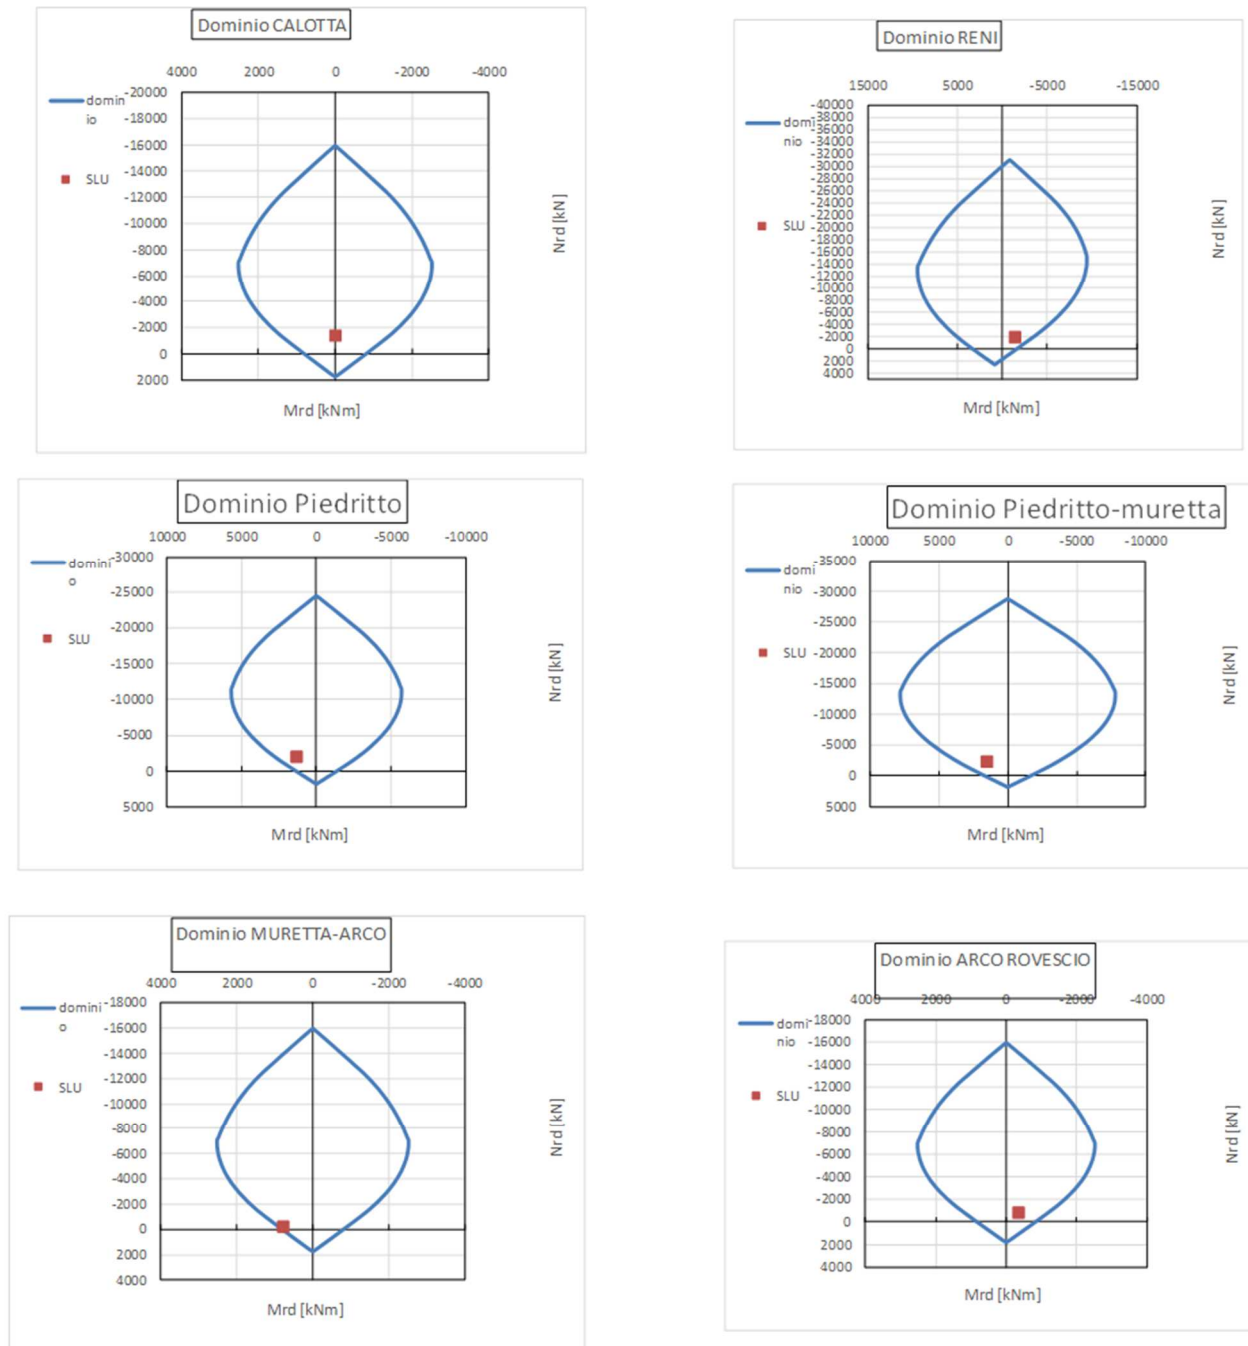 Dominio CALOTTA
4000 2000 0 -2000 -4000
-20000
domin
io
-18000
-16000
-14000
SLU
-12000
-10000
-8000
-6000
-4000
-2000
0
2000
Nrd [kN]
Mrd [kNm]
Dominio RENI
15000 5000 -5000 -15000
-40000
-38000
domi
nio
-36000
-34000
-32000
-30000
-28000
-26000
-24000
-22000
SLU
-20000
-18000
-16000
-14000
-12000
-10000
-8000
-6000
-4000
-2000
0
2000
4000
Nrd [kN]
Mrd [kNm]
Dominio Piedritto
10000 5000 0 -5000 -10000
-30000
domini
o
-25000
-20000
SLU
-15000
-10000
-5000
0
5000
Nrd [kN]
Mrd [kNm]
Dominio Piedritto-muretta
10000 5000 0 -5000 -10000
-35000
domi
nio
-30000
-25000
SLU
-20000
-15000
-10000
-5000
0
5000
Nrd [kN]
Mrd [kNm]
Dominio MURETTA-ARCO
4000 2000 0 -2000 -4000
-18000
domini
o
-16000
-14000
SLU
-12000
-10000
-8000
-6000
-4000
-2000
0
2000
4000
Nrd [kN]
Mrd [kNm]
Dominio ARCO ROVESCIO
4000 2000 0 -2000 -4000
-18000
domi
nio
-16000
-14000
-12000
SLU
-10000
-8000
-6000
-4000
-2000
0
2000
4000
Nrd [kN]
Mrd [kNm]